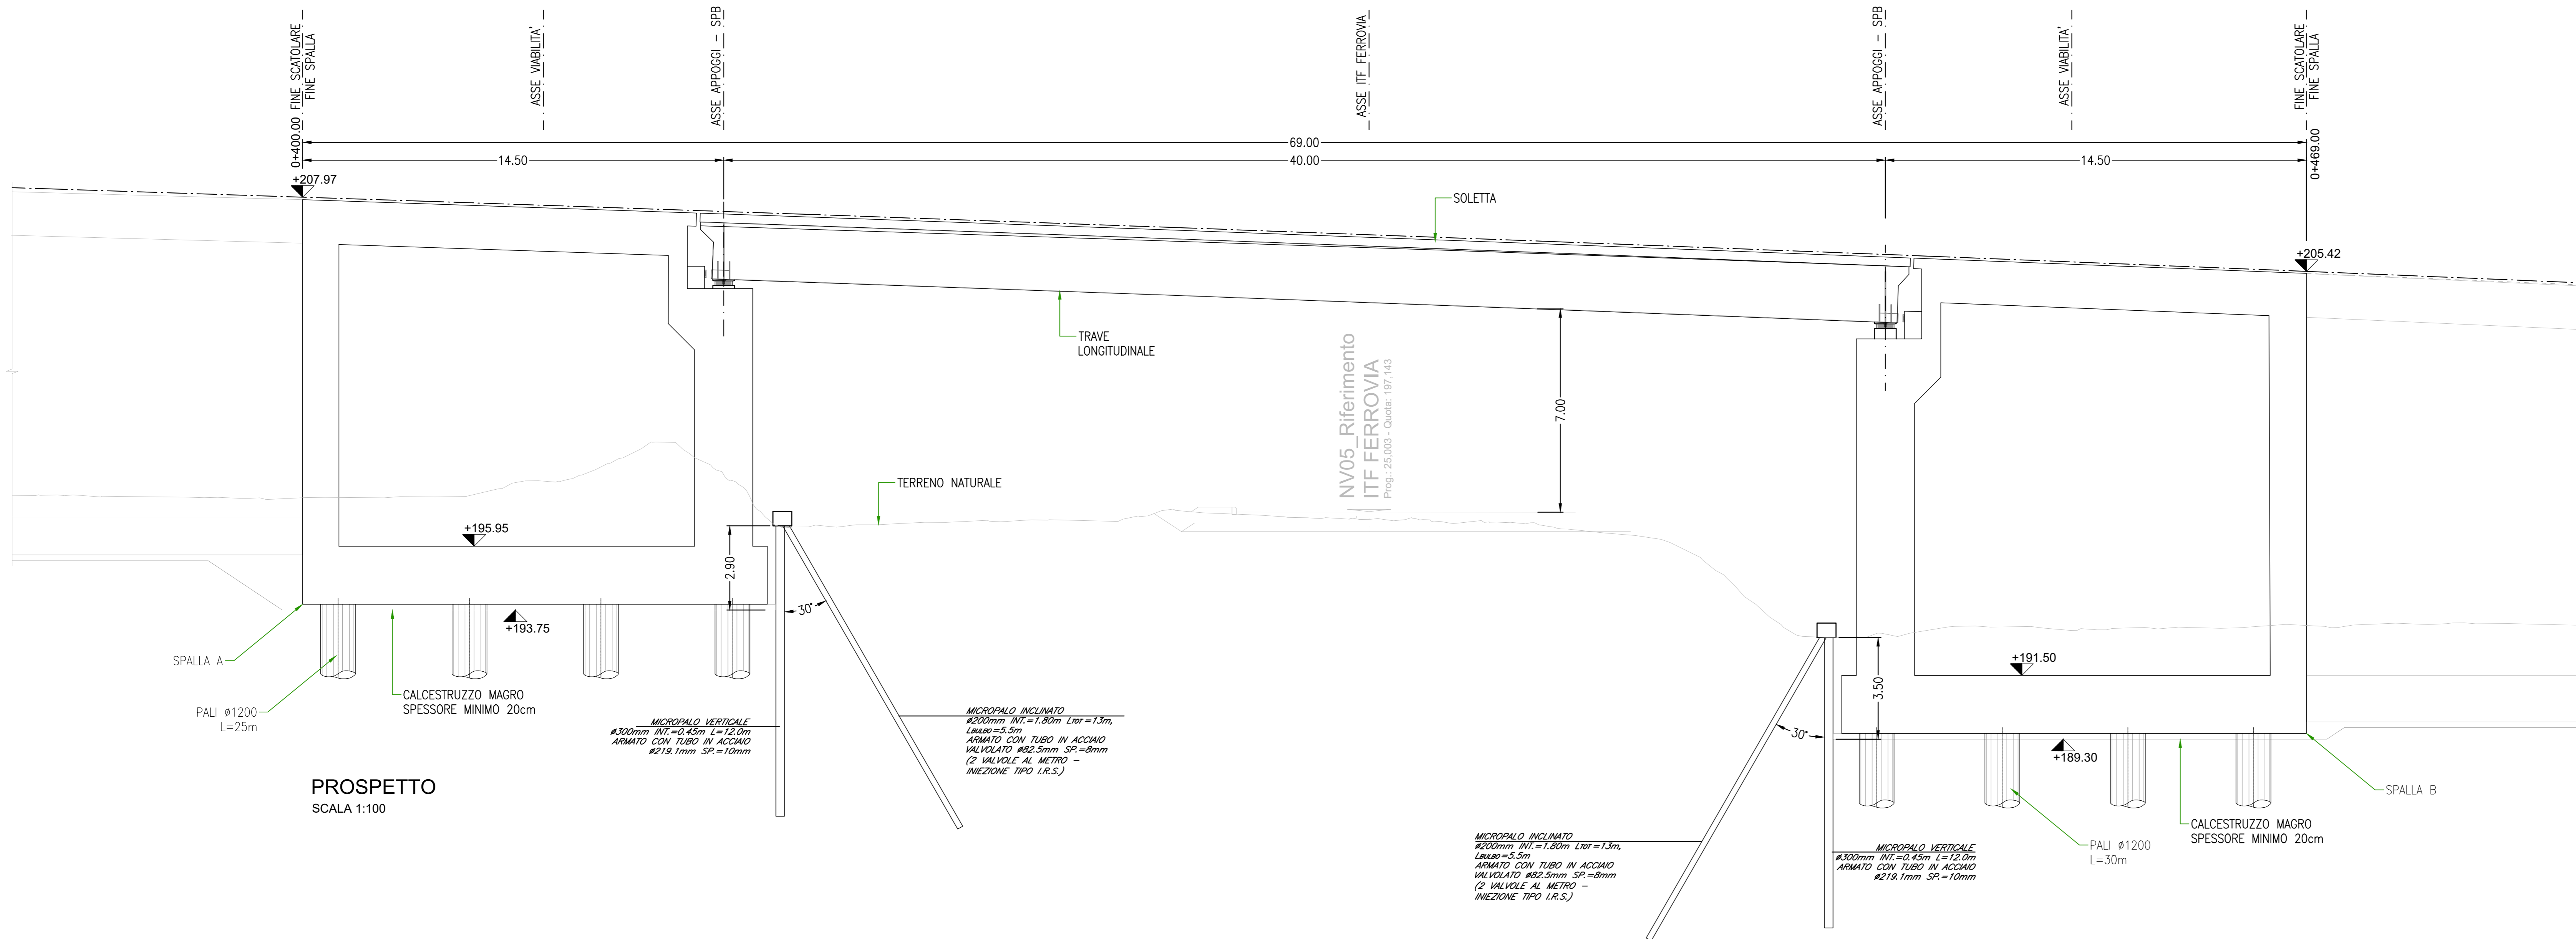 0+400.00 FINE SCATOLARE
FINE SPALLA
ASSE VIABILITA'
ASSE APPOGGI - SPB
ASSE ITF FERROVIA
ASSE APPOGGI - SPB
ASSE VIABILITA'
FINE SCATOLARE
FINE SPALLA
0+469.00
69.00
14.50
40.00
14.50
+207.97
SOLETTA
+205.42
TRAVE
LONGITUDINALE
NV05_Riferimento
ITF FERROVIA
Prog.: 25.003 - Quota: 197,143
7.00
TERRENO NATURALE
+195.95
2.90
30°
+193.75
SPALLA A
PALI ø1200
L=25m
CALCESTRUZZO MAGRO
SPESSORE MINIMO 20cm
MICROPALO VERTICALE
ø300mm INT.=0.45m L=12.0m
ARMATO CON TUBO IN ACCIAIO
ø219.1mm SP.=10mm
MICROPALO INCLINATO
ø200mm INT.=1.80m LTOT=13m,
LBULBO=5.5m
ARMATO CON TUBO IN ACCIAIO
VALVOLATO ø82.5mm SP.=8mm
(2 VALVOLE AL METRO -
INIEZIONE TIPO I.R.S.)
+191.50
3.50
30°
+189.30
SPALLA B
PALI ø1200
L=30m
CALCESTRUZZO MAGRO
SPESSORE MINIMO 20cm
MICROPALO INCLINATO
ø200mm INT.=1.80m LTOT=13m,
LBULBO=5.5m
ARMATO CON TUBO IN ACCIAIO
VALVOLATO ø82.5mm SP.=8mm
(2 VALVOLE AL METRO -
INIEZIONE TIPO I.R.S.)
MICROPALO VERTICALE
ø300mm INT.=0.45m L=12.0m
ARMATO CON TUBO IN ACCIAIO
ø219.1mm SP.=10mm
PROSPETTO
SCALA 1:100